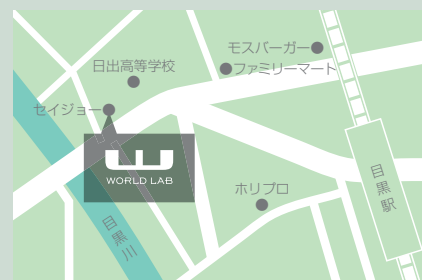 モスバーガー
ファミリーマート
日出高等学校
セイジョー
WORLD LAB
ホリプロ
目黒駅
目黒川